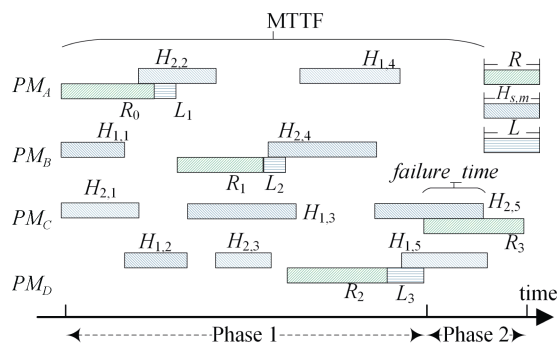 MTTF
H2,2 H1,4 R
PMA R0 L1 Hs,m
H1,1 H2,4 L
PMB R1 L2 failure_time
H2,1 H1,3 H2,5
PMC R3
H1,2 H2,3 H1,5
PMD R2 L3
time
Phase 1 Phase 2